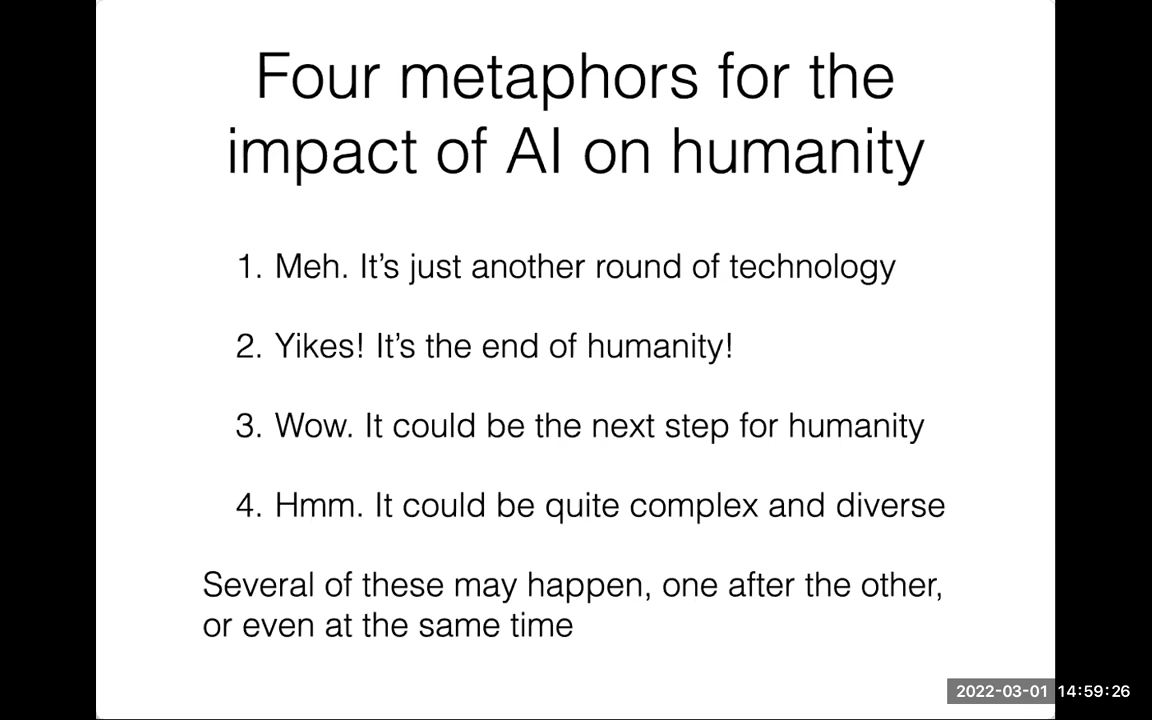 Four metaphors for the
impact of AI on humanity
1. Meh. It’s just another round of technology
2. Yikes! It’s the end of humanity!
3. Wow. It could be the next step for humanity
4. Hmm. It could be quite complex and diverse
Several of these may happen, one after the other,
or even at the same time
2022-03-01 14:59:26